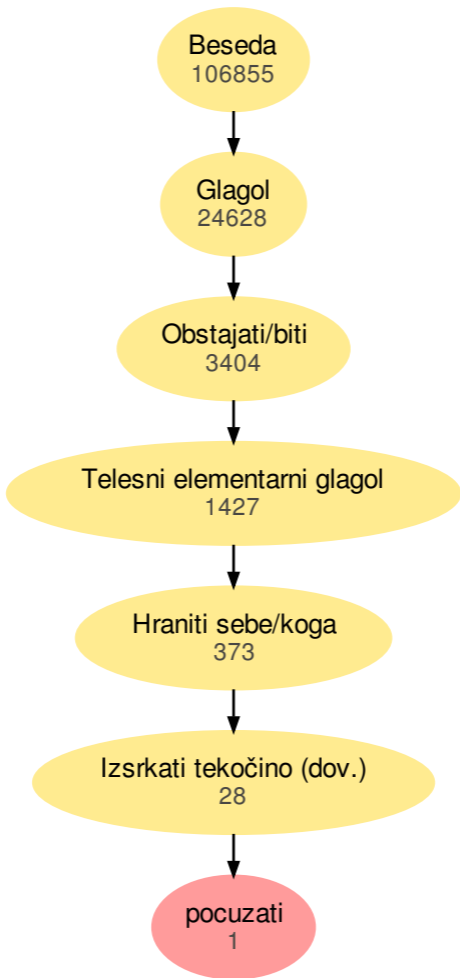 Beseda
106855
Glagol
24628
Obstajati/biti
3404
Telesni elementarni glagol
1427
Hraniti sebe/koga
373
Izsrkati tekočino (dov.)
28
pocuzati
1